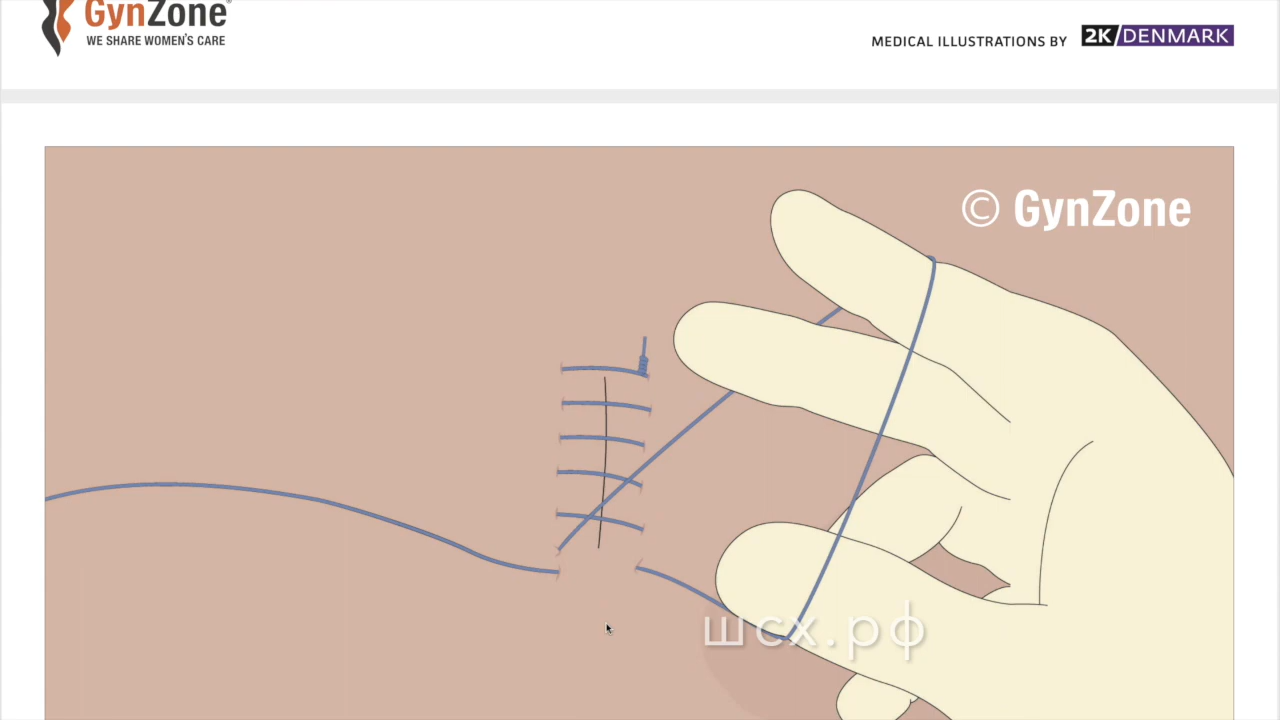 GynZone®
WE SHARE WOMEN'S CARE
MEDICAL ILLUSTRATIONS BY 2K/DENMARK
© GynZone
шсх.рф